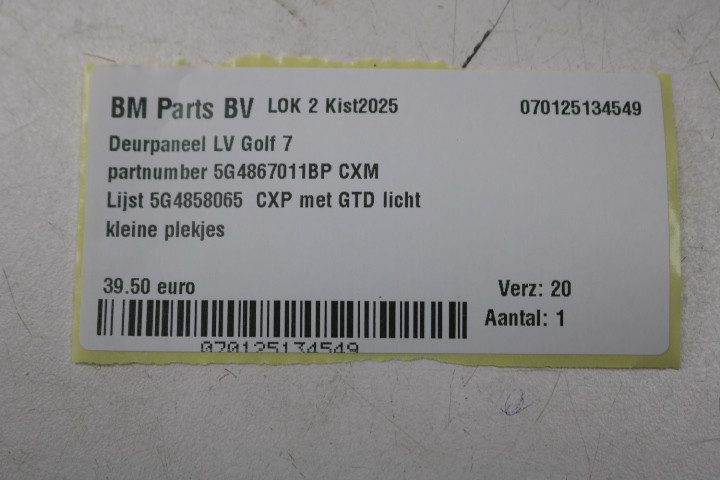 BM Parts BV LOK 2 Kist2025 070125134549
Deurpaneel LV Golf 7
partnumber 5G4867011BP CXM
Lijst 5G4858065 CXP met GTD licht
kleine plekjes
39.50 euro Verz: 20
Aantal: 1
070125134549